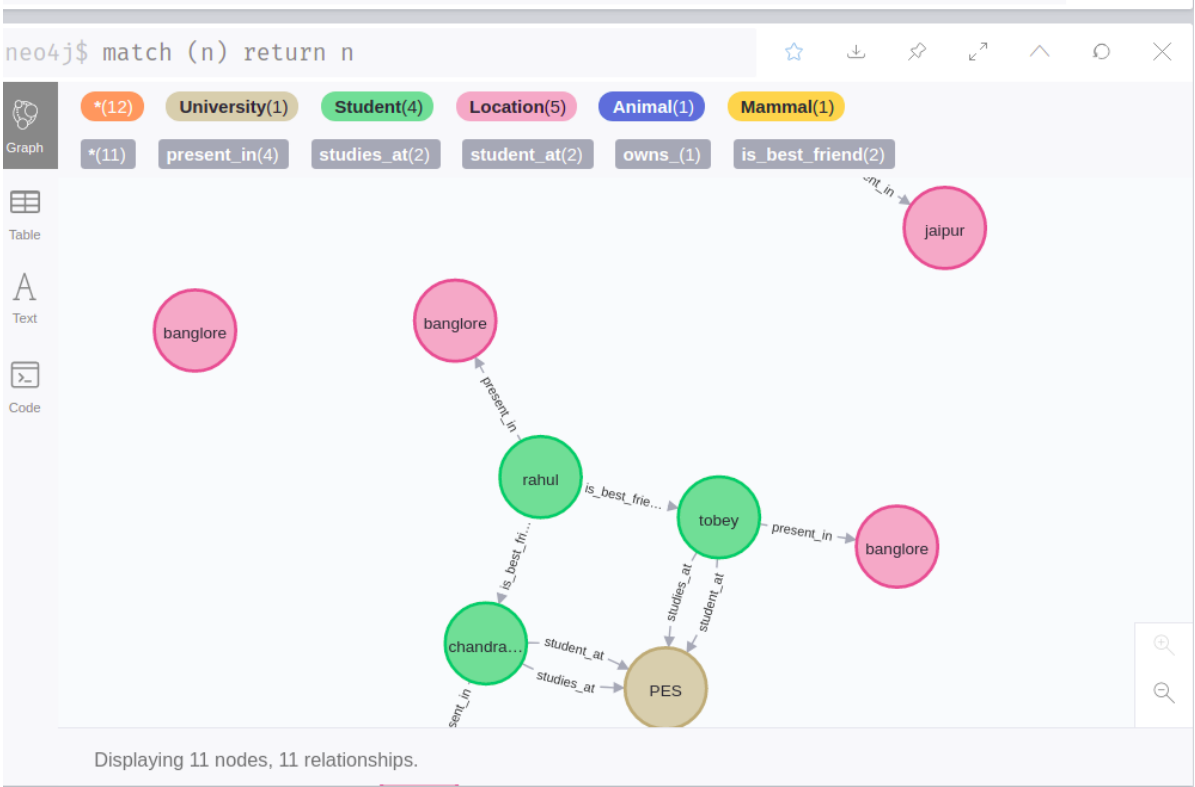 neo4j$ match (n) return n
*(12) University(1) Student(4) Location(5) Animal(1) Mammal(1)
Graph
*(11) present_in(4) studies_at(2) student_at(2) owns_(1) is_best_friend(2)
nt_in
jaipur
Table
Text
Code
banglore
banglore
present_in
rahul
is_best_frie…
tobey
present_in
banglore
is_best_fri…
studies_at
student_at
chandra…
student_at
studies_at
PES
sent_in
Displaying 11 nodes, 11 relationships.